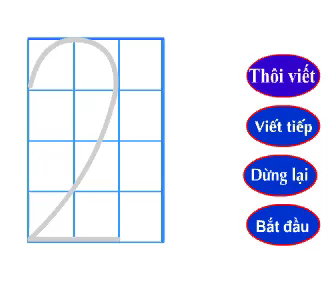 2
Thôi viết
Viết tiếp
Dừng lại
Bắt đầu